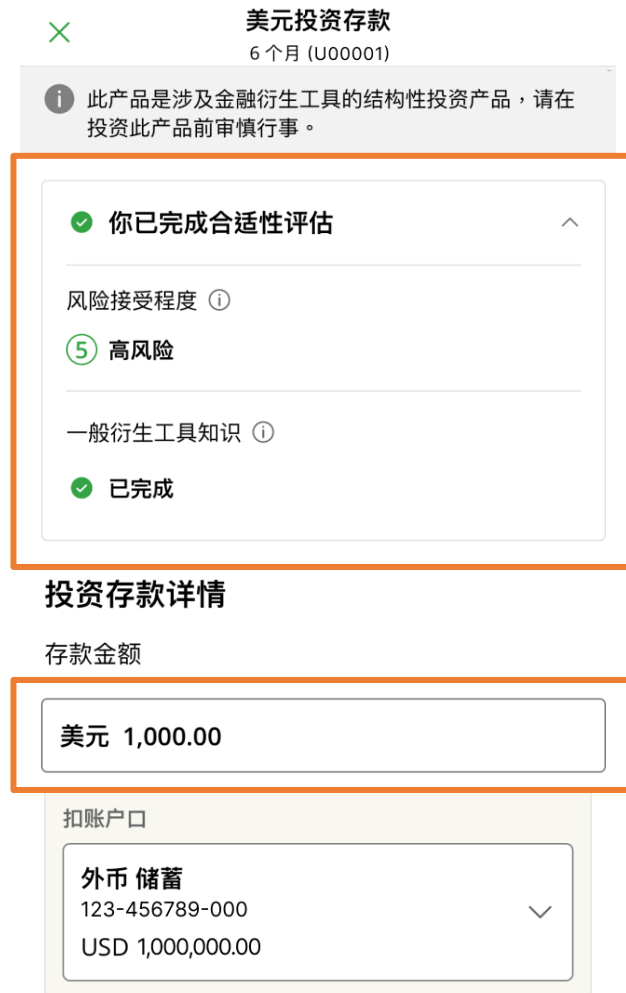 美元投资存款
6 个月 (U00001)
此产品是涉及金融衍生工具的结构性投资产品，请在
投资此产品前审慎行事。
你已完成合适性评估
风险接受程度
5 高风险
一般衍生工具知识
已完成
投资存款详情
存款金额
美元 1,000.00
扣账户口
外币 储蓄
123-456789-000
USD 1,000,000.00